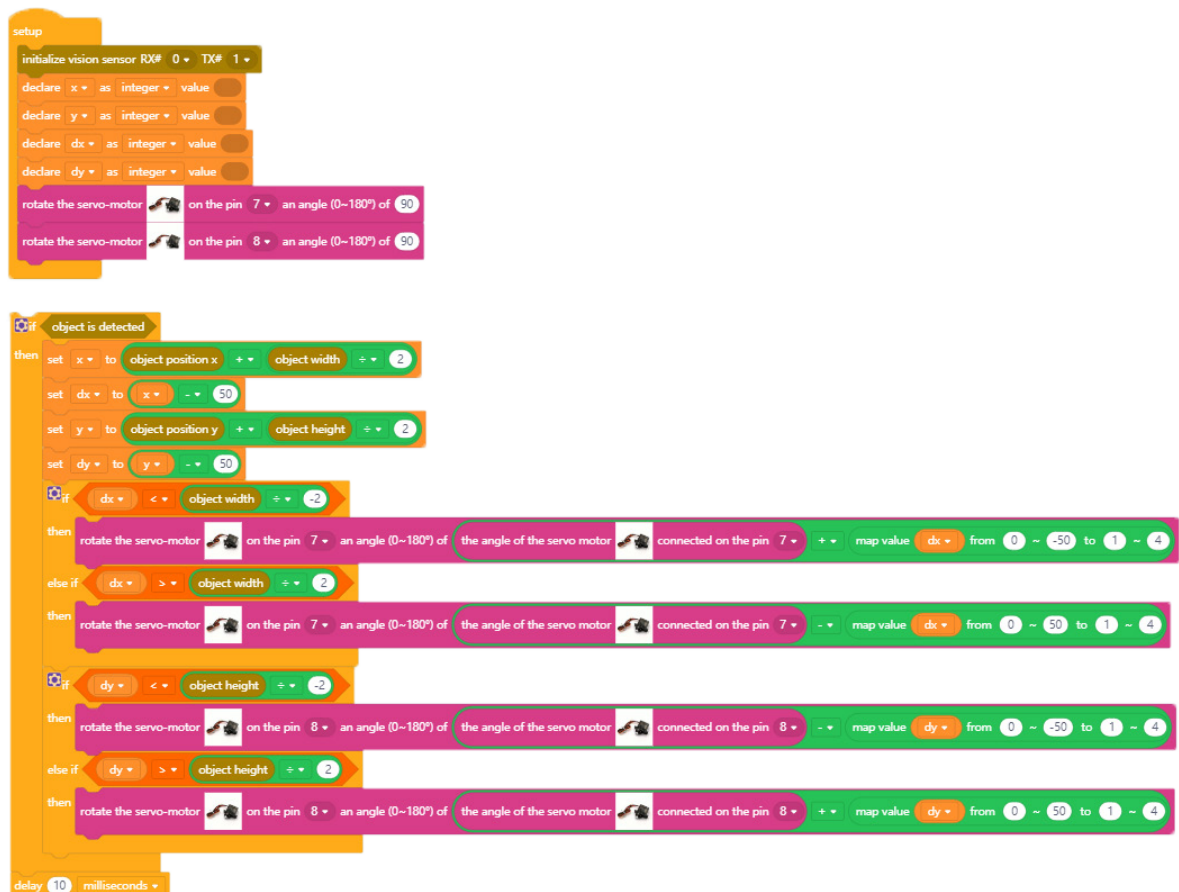 setup
initialize vision sensor RX# 0 TX# 1
declare x as integer value
declare y as integer value
declare dx as integer value
declare dy as integer value
rotate the servo-motor on the pin 7 an angle (0~180º) of 90
rotate the servo-motor on the pin 8 an angle (0~180º) of 90
if object is detected
then set x to object position x + object width ÷ 2
set dx to x - 50
set y to object position y + object height ÷ 2
set dy to y - 50
if dx < object width ÷ -2
then rotate the servo-motor on the pin 7 an angle (0~180º) of the angle of the servo motor connected on the pin 7 + map value dx from 0 ~ -50 to 1 ~ 4
else if dx > object width ÷ 2
then rotate the servo-motor on the pin 7 an angle (0~180º) of the angle of the servo motor connected on the pin 7 - map value dx from 0 ~ 50 to 1 ~ 4
if dy < object height ÷ -2
then rotate the servo-motor on the pin 8 an angle (0~180º) of the angle of the servo motor connected on the pin 8 - map value dy from 0 ~ -50 to 1 ~ 4
else if dy > object height ÷ 2
then rotate the servo-motor on the pin 8 an angle (0~180º) of the angle of the servo motor connected on the pin 8 + map value dy from 0 ~ 50 to 1 ~ 4
delay 10 milliseconds